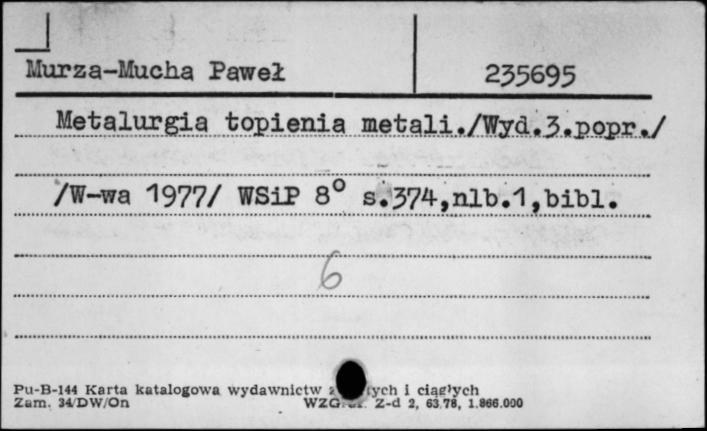 Murza-Mucha Paweł 235695
Metalurgia topienia metali./Wyd.3.popr./
/W-wa 1977/ WSiP 8° s.374,nlb.1,bibl.
6
Pu-B-144 Karta katalogowa wydawnictw i ciągłych
Zam. 34/DW/On Z-d 2, 63.78, 1.866.000